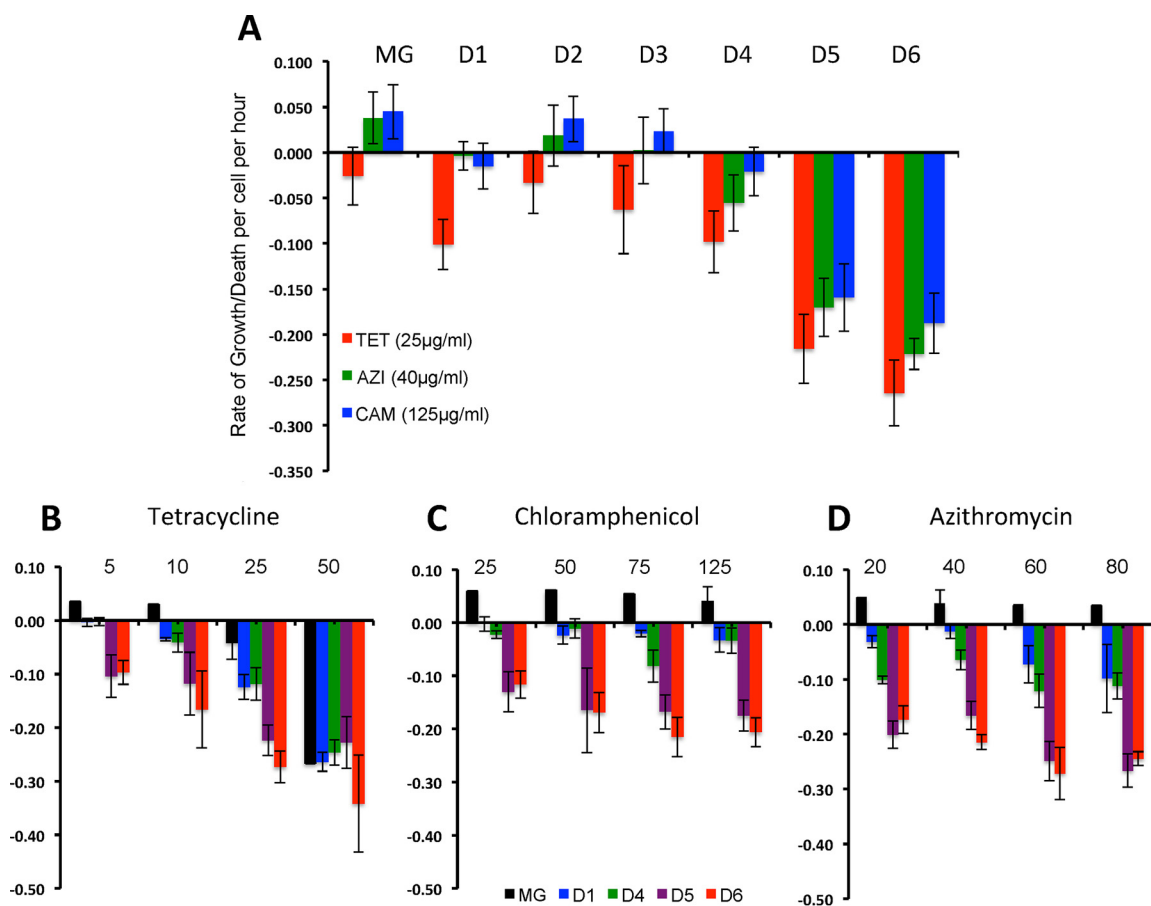 A
MG D1 D2 D3 D4 D5 D6
Rate of Growth/Death per cell per hour
0.100
0.050
0.000
-0.050
-0.100
-0.150
-0.200
-0.250
-0.300
-0.350
TET (25µg/ml)
AZI (40µg/ml)
CAM (125µg/ml)
B Tetracycline
5 10 25 50
0.10
0.00
-0.10
-0.20
-0.30
-0.40
-0.50
C Chloramphenicol
25 50 75 125
0.10
0.00
-0.10
-0.20
-0.30
-0.40
-0.50
D Azithromycin
20 40 60 80
0.10
0.00
-0.10
-0.20
-0.30
-0.40
-0.50
MG D1 D4 D5 D6